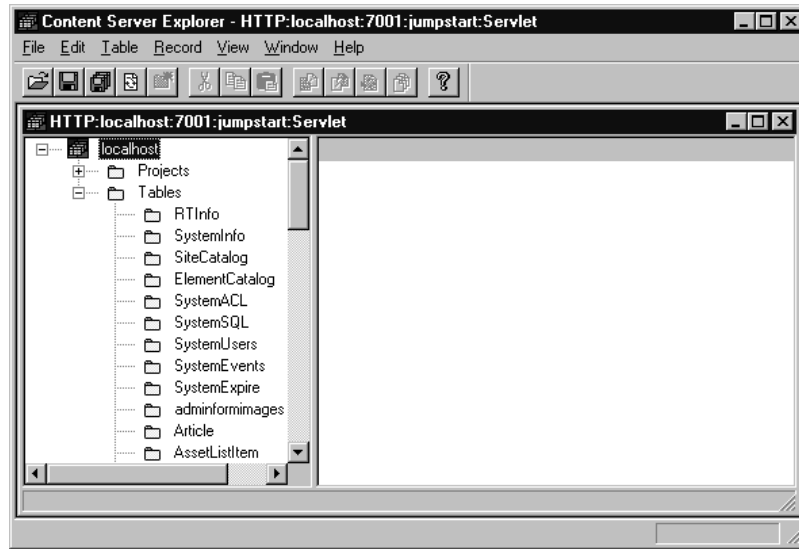 Content Server Explorer - HTTP:localhost:7001:jumpstart:Servlet
File Edit Table Record View Window Help
HTTP:localhost:7001:jumpstart:Servlet
localhost
Projects
Tables
RTInfo
SystemInfo
SiteCatalog
ElementCatalog
SystemACL
SystemSQL
SystemUsers
SystemEvents
SystemExpire
adminformimages
Article
AssetListItem